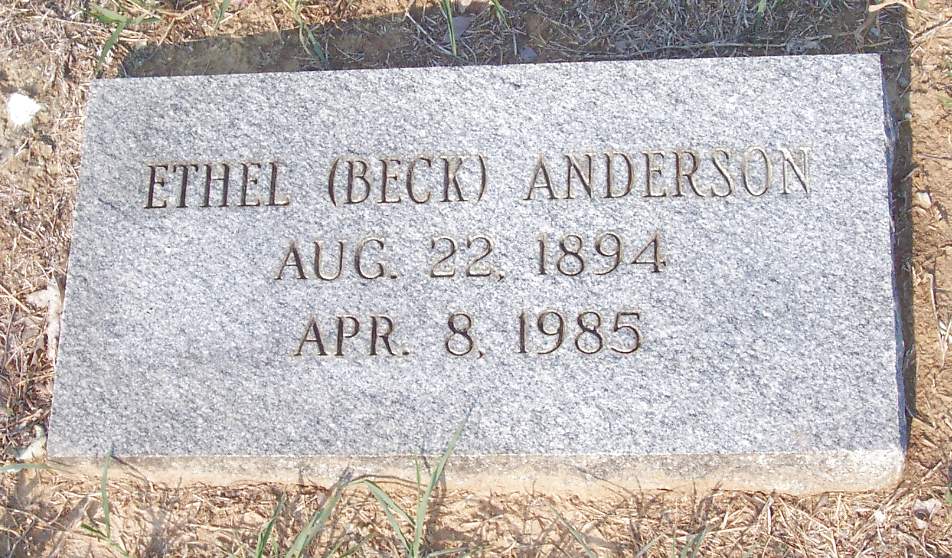 ETHEL (BECK) ANDERSON
AUG. 22, 1894
APR. 8, 1985